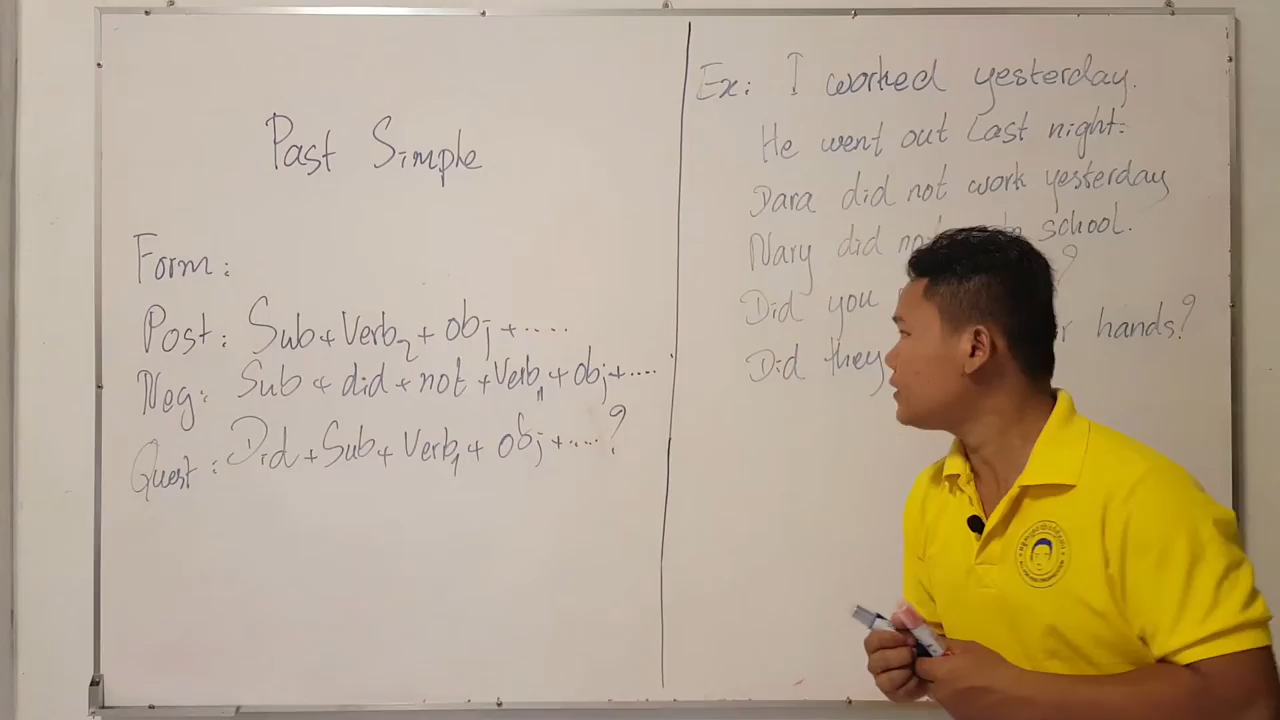 Past Simple
Form:
Post: Sub + Verb2 + obj + .....
Neg: Sub + did + not + Verb1 + obj + ....
Quest: Did + Sub + Verb1 + obj + .... ?
Ex: I worked yesterday.
He went out last night.
Dara did not work yesterday
Nary did school.
Did you ?
Did they hands?